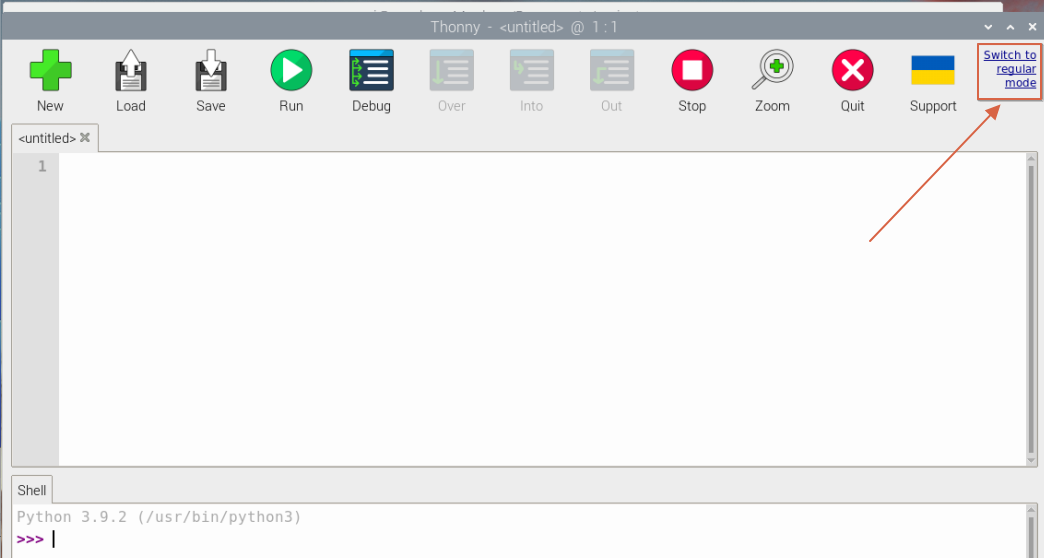 Thonny - <untitled> @ 1 : 1
New Load Save Run Debug Over Into Out Stop Zoom Quit Support
Switch to
regular
mode
<untitled>
1
Shell
Python 3.9.2 (/usr/bin/python3)
>>>